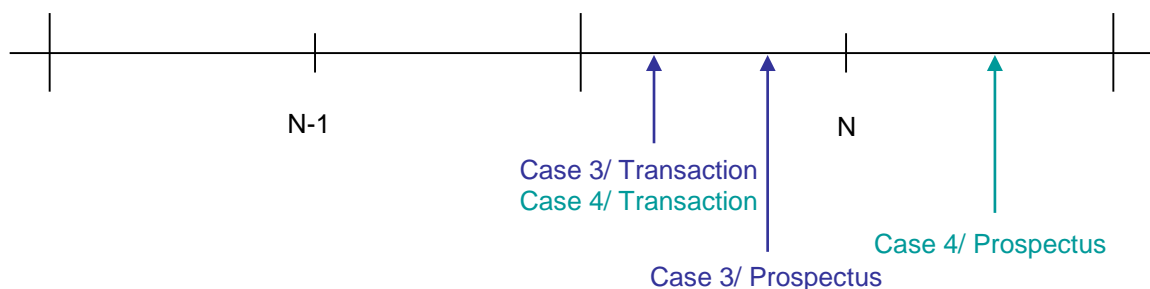 N-1
N
Case 3/ Transaction
Case 4/ Transaction
Case 4/ Prospectus
Case 3/ Prospectus